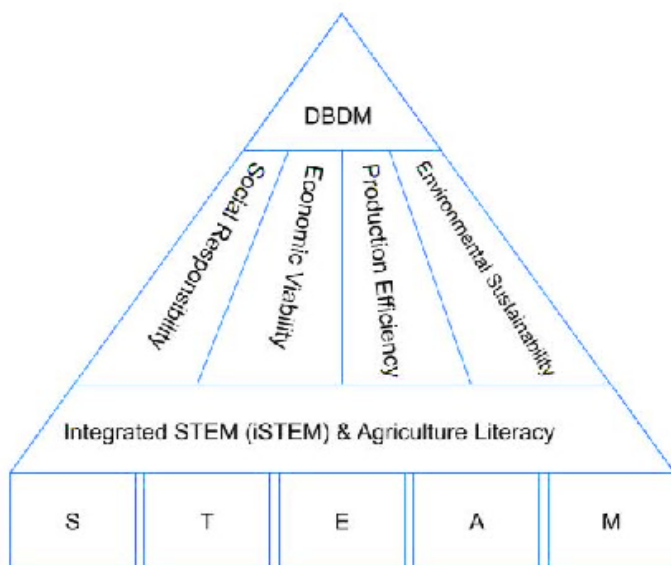 DBDM
Social Responsibility
Economic Viability
Production Efficiency
Environmental Sustainability
Integrated STEM (iSTEM) & Agriculture Literacy
S
T
E
A
M